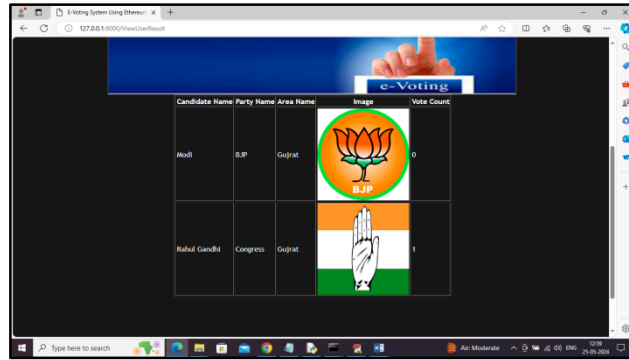 E-Voting System Using Ethereum
127.0.0.1:8000/ViewUserResult
e-Voting
Candidate Name Party Name Area Name Image Vote Count
Modi BJP Gujrat 0
BJP
Rahul Gandhi Congress Gujrat 1
Type here to search
Air: Moderate
ENG
12:59
25-05-2024